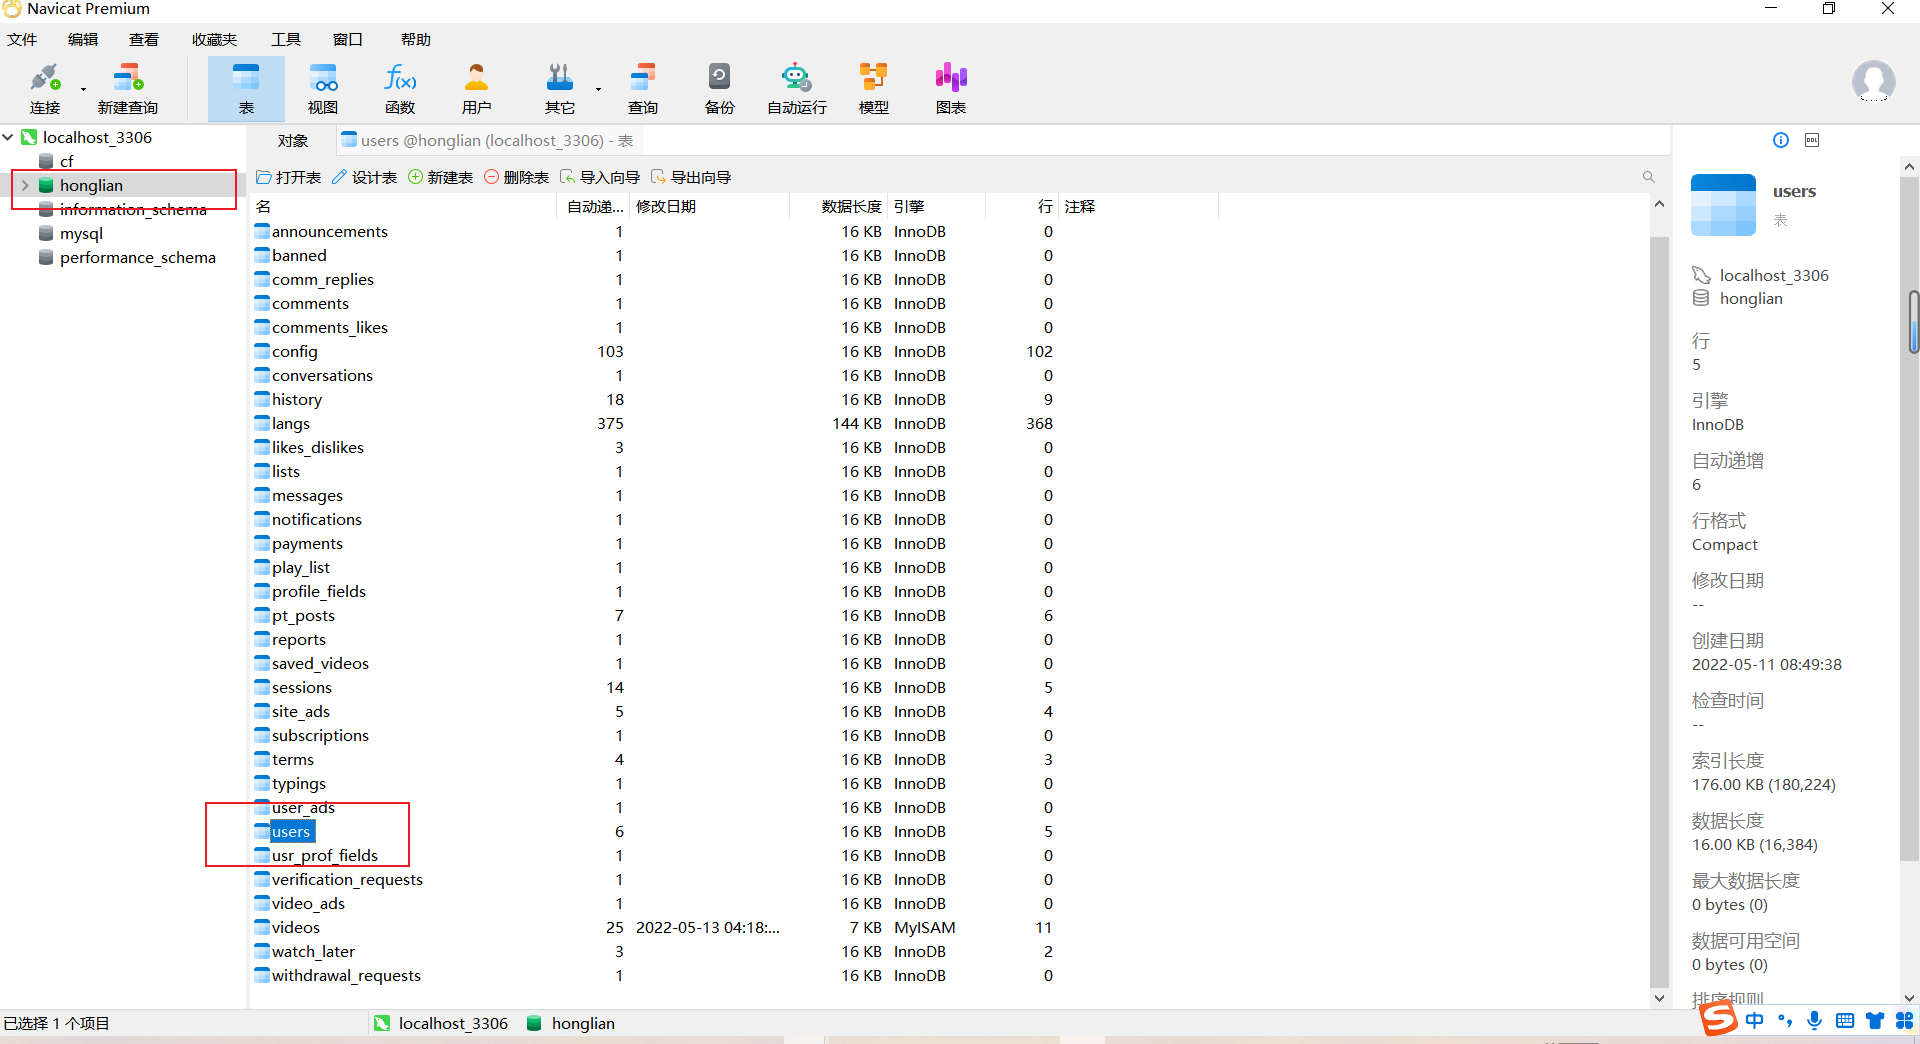 Navicat Premium
文件 编辑 查看 收藏夹 工具 窗口 帮助
连接 新建查询 表 视图 函数 用户 其它 查询 备份 自动运行 模型 图表
localhost_3306
cf
honglian
information_schema
mysql
performance_schema
对象 users @honglian (localhost_3306) - 表
打开表 设计表 新建表 删除表 导入向导 导出向导
名 自动递... 修改日期 数据长度 引擎 行 注释
announcements 1 16 KB InnoDB 0
banned 1 16 KB InnoDB 0
comm_replies 1 16 KB InnoDB 0
comments 1 16 KB InnoDB 0
comments_likes 1 16 KB InnoDB 0
config 103 16 KB InnoDB 102
conversations 1 16 KB InnoDB 0
history 18 16 KB InnoDB 9
langs 375 144 KB InnoDB 368
likes_dislikes 3 16 KB InnoDB 0
lists 1 16 KB InnoDB 0
messages 1 16 KB InnoDB 0
notifications 1 16 KB InnoDB 0
payments 1 16 KB InnoDB 0
play_list 1 16 KB InnoDB 0
profile_fields 1 16 KB InnoDB 0
pt_posts 7 16 KB InnoDB 6
reports 1 16 KB InnoDB 0
saved_videos 1 16 KB InnoDB 0
sessions 14 16 KB InnoDB 5
site_ads 5 16 KB InnoDB 4
subscriptions 1 16 KB InnoDB 0
terms 4 16 KB InnoDB 3
typings 1 16 KB InnoDB 0
user_ads 1 16 KB InnoDB 0
users 6 16 KB InnoDB 5
usr_prof_fields 1 16 KB InnoDB 0
verification_requests 1 16 KB InnoDB 0
video_ads 1 16 KB InnoDB 0
videos 25 2022-05-13 04:18:... 7 KB MyISAM 11
watch_later 3 16 KB InnoDB 2
withdrawal_requests 1 16 KB InnoDB 0
DDL
users
表
localhost_3306
honglian
行
5
引擎
InnoDB
自动递增
6
行格式
Compact
修改日期
--
创建日期
2022-05-11 08:49:38
检查时间
--
索引长度
176.00 KB (180,224)
数据长度
16.00 KB (16,384)
最大数据长度
0 bytes (0)
数据可用空间
0 bytes (0)
排序规则
已选择 1 个项目 localhost_3306 honglian
S 中